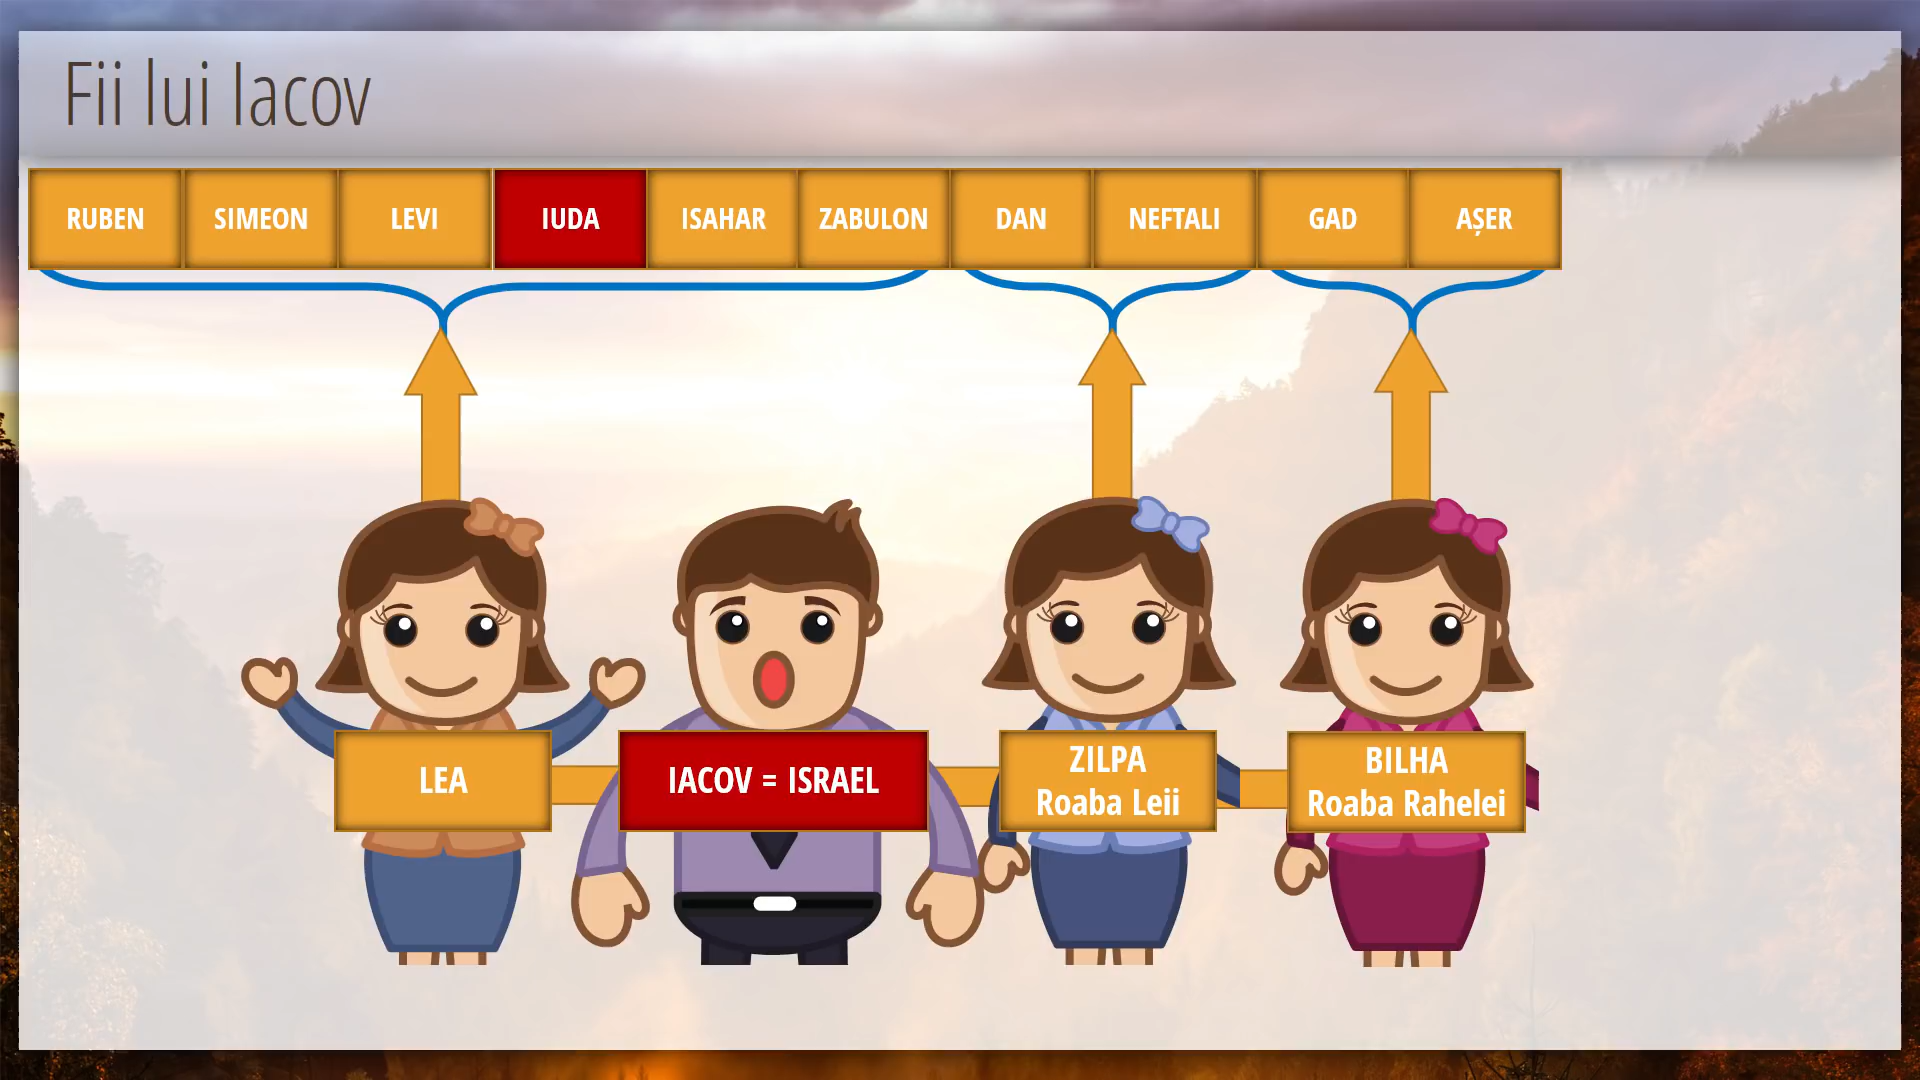 Fii lui Iacov
RUBEN
SIMEON
LEVI
IUDA
ISAHAR
ZABULON
DAN
NEFTALI
GAD
AȘER
LEA
IACOV = ISRAEL
ZILPA
Roaba Leii
BILHA
Roaba Rahelei